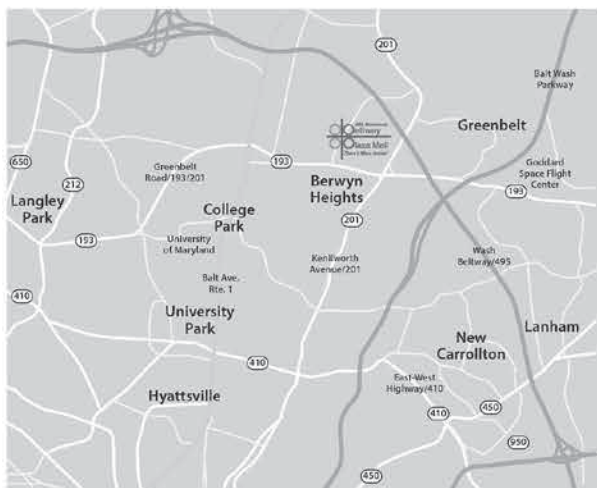 201
Balt Wash
Parkway
Greenbelt
650
212
Greenbelt
Road/193/201
193
Berwyn
Heights
Goddard
Space Flight
Center
193
Langley
Park
193
College
Park
University
of Maryland
201
Kenilworth
Avenue/201
Wash
Beltway/495
Balt Ave.
Rte. 1
410
University
Park
410
New
Carrollton
Lanham
Hyattsville
East-West
Highway/410
410
450
950
450